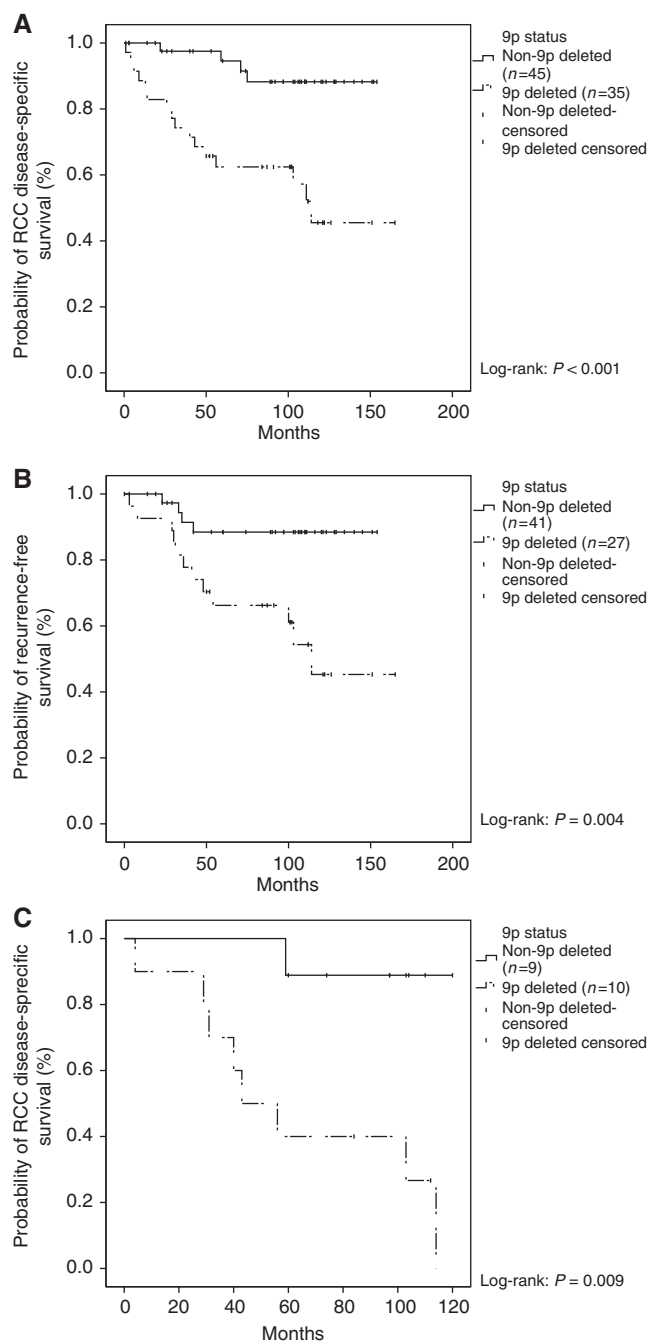 A
Probability of RCC disease-specific
survival (%)
1.0
0.8
0.6
0.4
0.2
0.0
0
50
100
150
200
Months
9p status
Non-9p deleted
(n=45)
9p deleted (n=35)
Non-9p deleted-
censored
9p deleted censored
Log-rank: P < 0.001
B
Probability of recurrence-free
survival (%)
1.0
0.8
0.6
0.4
0.2
0.0
0
50
100
150
200
Months
9p status
Non-9p deleted
(n=41)
9p deleted (n=27)
Non-9p deleted-
censored
9p deleted censored
Log-rank: P = 0.004
C
Probability of RCC disease-sprecific
survival (%)
1.0
0.8
0.6
0.4
0.2
0.0
0
20
40
60
80
100
120
Months
9p status
Non-9p deleted
(n=9)
9p deleted (n=10)
Non-9p deleted-
censored
9p deleted censored
Log-rank: P = 0.009